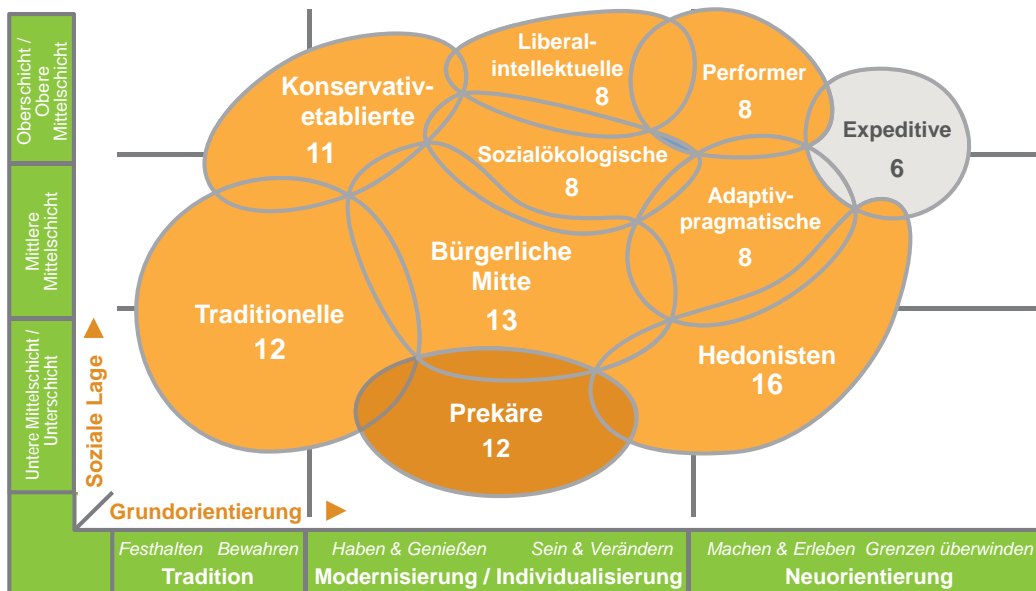 Oberschicht /
Obere
Mittelschicht
Mittlere
Mittelschicht
Untere Mittelschicht /
Unterschicht
Soziale Lage
Konservativ-
etablierte
11
Liberal-
intellektuelle
8
Performer
8
Expeditive
6
Sozialökologische
8
Adaptiv-
pragmatische
8
Bürgerliche
Mitte
13
Traditionelle
12
Hedonisten
16
Prekäre
12
Grundorientierung
Festhalten Bewahren
Tradition
Haben & Genießen Sein & Verändern
Modernisierung / Individualisierung
Machen & Erleben Grenzen überwinden
Neuorientierung